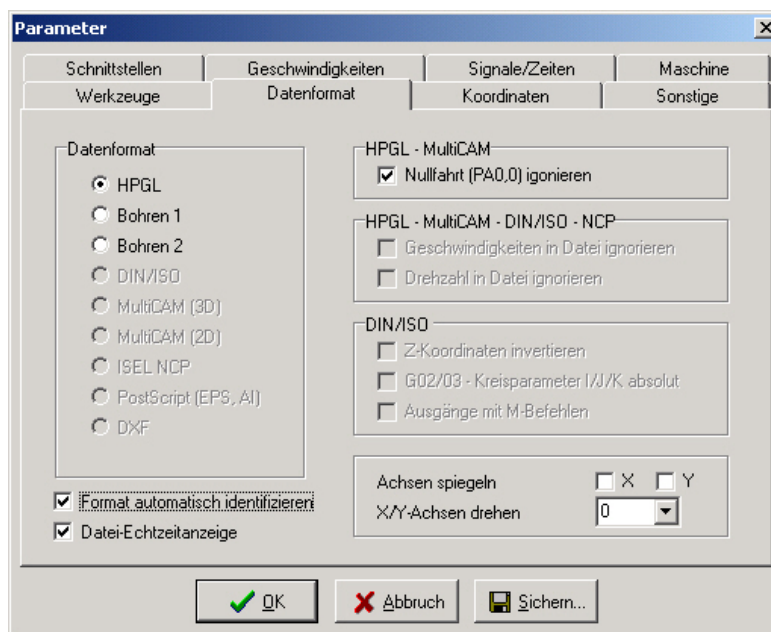 Parameter
Schnittstellen Geschwindigkeiten Signale/Zeiten Maschine
Werkzeuge Datenformat Koordinaten Sonstige
Datenformat
HPGL
Bohren 1
Bohren 2
DIN/ISO
MultiCAM (3D)
MultiCAM (2D)
ISEL NCP
PostScript (EPS, AI)
DXF
Format automatisch identifizieren
Datei-Echtzeitanzeige
HPGL - MultiCAM
Nullfahrt (PA0,0) igonieren
HPGL - MultiCAM - DIN/ISO - NCP
Geschwindigkeiten in Datei ignorieren
Drehzahl in Datei ignorieren
DIN/ISO
Z-Koordinaten invertieren
G02/03 - Kreisparameter I/J/K absolut
Ausgänge mit M-Befehlen
Achsen spiegeln X Y
X/Y-Achsen drehen 0
OK Abbruch Sichern...